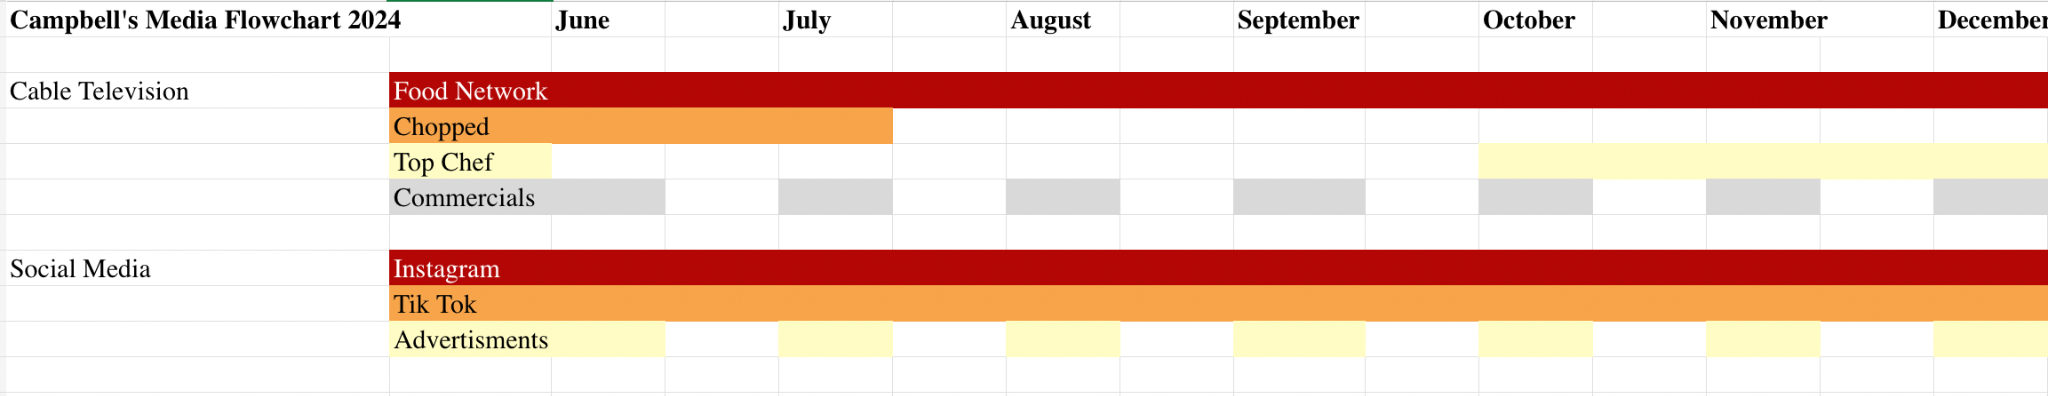 Campbell's Media Flowchart 2024 June July August September October November December
Cable Television Food Network
Chopped
Top Chef
Commercials
Social Media Instagram
Tik Tok
Advertisments